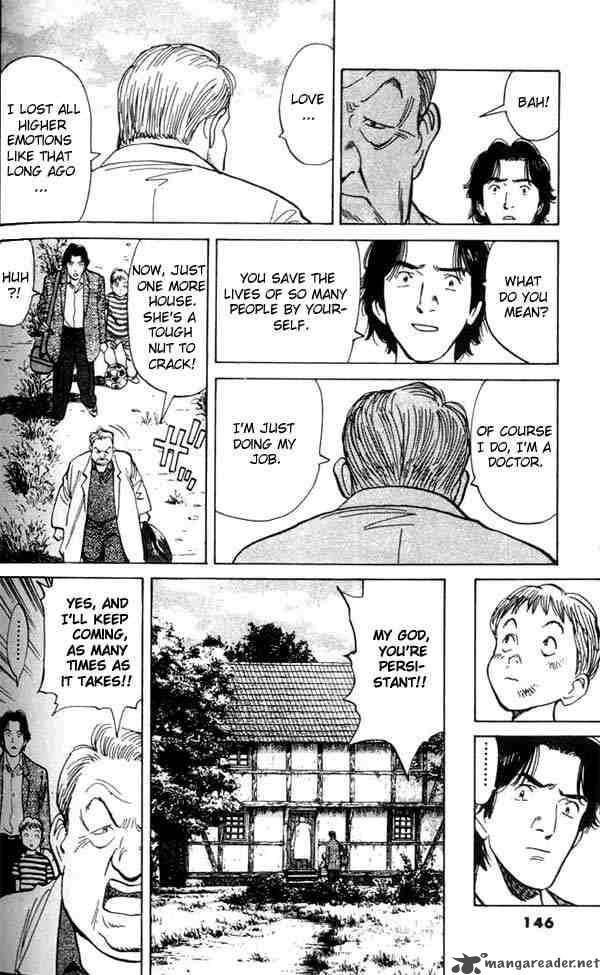 BAH!
LOVE
...
I LOST ALL
HIGHER
EMOTIONS
LIKE THAT
LONG AGO
...
WHAT
DO YOU
MEAN?
YOU SAVE THE
LIVES OF SO MANY
PEOPLE BY YOUR-
SELF.
OF COURSE
I DO, I'M A
DOCTOR.
I'M JUST
DOING MY
JOB.
NOW, JUST
ONE MORE
HOUSE.
SHE'S A
TOUGH
NUT TO
CRACK!
HUH
?!
......
MY GOD,
YOU'RE
PERSI-
STANT!!
YES, AND
I'LL KEEP
COMING,
AS MANY
TIMES AS
IT TAKES!!
......
146
mangareader.net